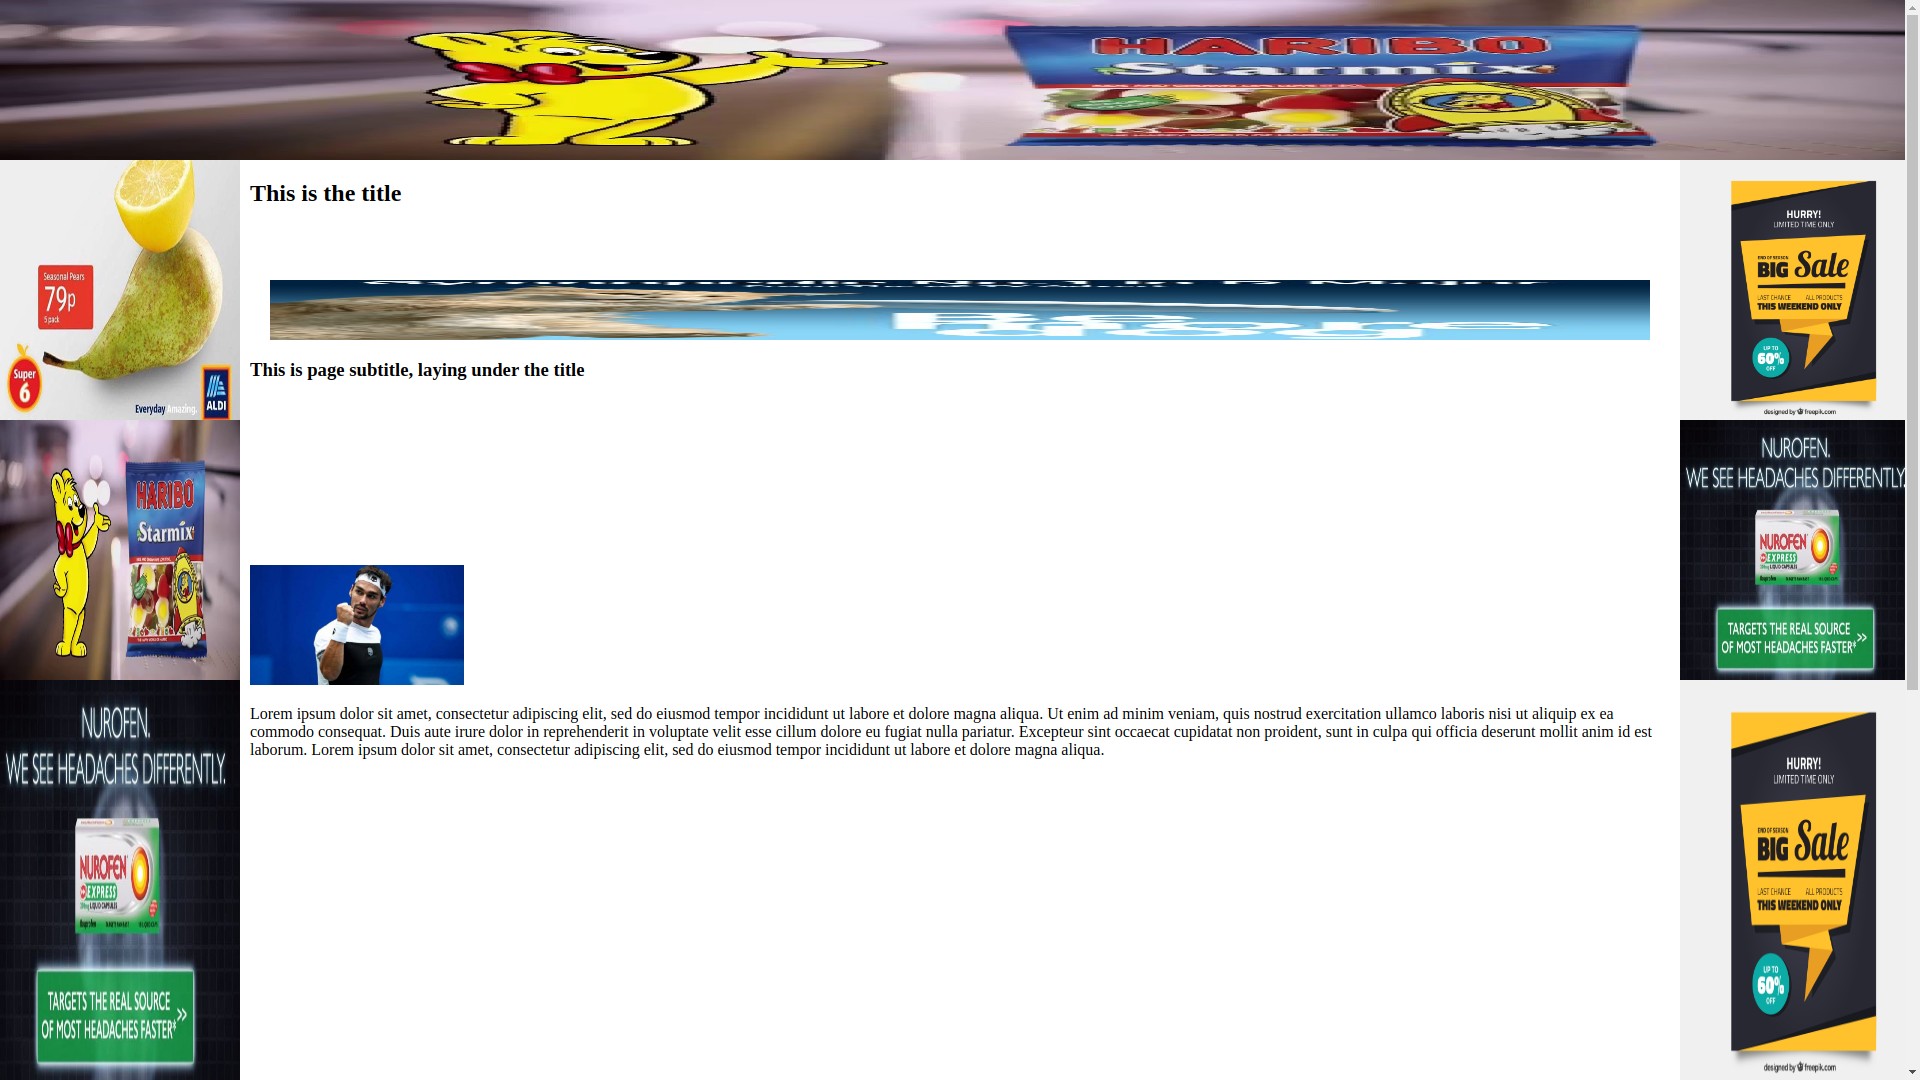 HARIBO
Starmix
Seasonal Pears
79p
5 pack
Super
6
Everyday Amazing.
ALDI
This is the title
Be
This is page subtitle, laying under the title
HARIBO
Starmix
NUROFEN.
WE SEE HEADACHES DIFFERENTLY.
NUROFEN
EXPRESS
LIQUID CAPSULES
TARGETS THE REAL SOURCE
OF MOST HEADACHES FASTER‡ »
Lorem ipsum dolor sit amet, consectetur adipiscing elit, sed do eiusmod tempor incididunt ut labore et dolore magna aliqua. Ut enim ad minim veniam, quis nostrud exercitation ullamco laboris nisi ut aliquip ex ea
commodo consequat. Duis aute irure dolor in reprehenderit in voluptate velit esse cillum dolore eu fugiat nulla pariatur. Excepteur sint occaecat cupidatat non proident, sunt in culpa qui officia deserunt mollit anim id est
laborum. Lorem ipsum dolor sit amet, consectetur adipiscing elit, sed do eiusmod tempor incididunt ut labore et dolore magna aliqua.
HURRY!
LIMITED TIME ONLY
END OF SEASON
BIG Sale
LAST CHANCE ALL PRODUCTS
THIS WEEKEND ONLY
UP TO
60%
OFF
designed by freepik.com
NUROFEN.
WE SEE HEADACHES DIFFERENTLY.
NUROFEN
EXPRESS
LIQUID CAPSULES
TARGETS THE REAL SOURCE
OF MOST HEADACHES FASTER‡ »
HURRY!
LIMITED TIME ONLY
END OF SEASON
BIG Sale
LAST CHANCE ALL PRODUCTS
THIS WEEKEND ONLY
UP TO
60%
OFF
designed by freepik.com